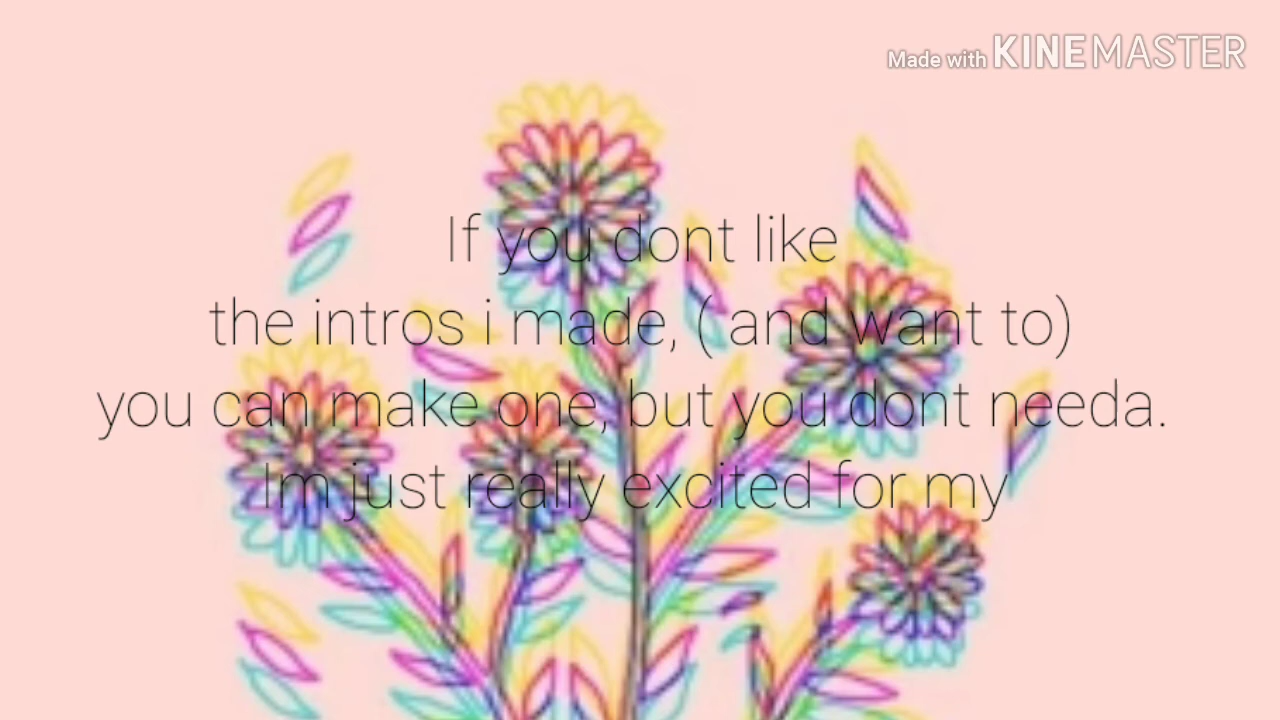 Made with KINEMASTER
If you dont like
the intros i made, ( and want to)
you can make one, but you dont needa.
Im just really excited for my